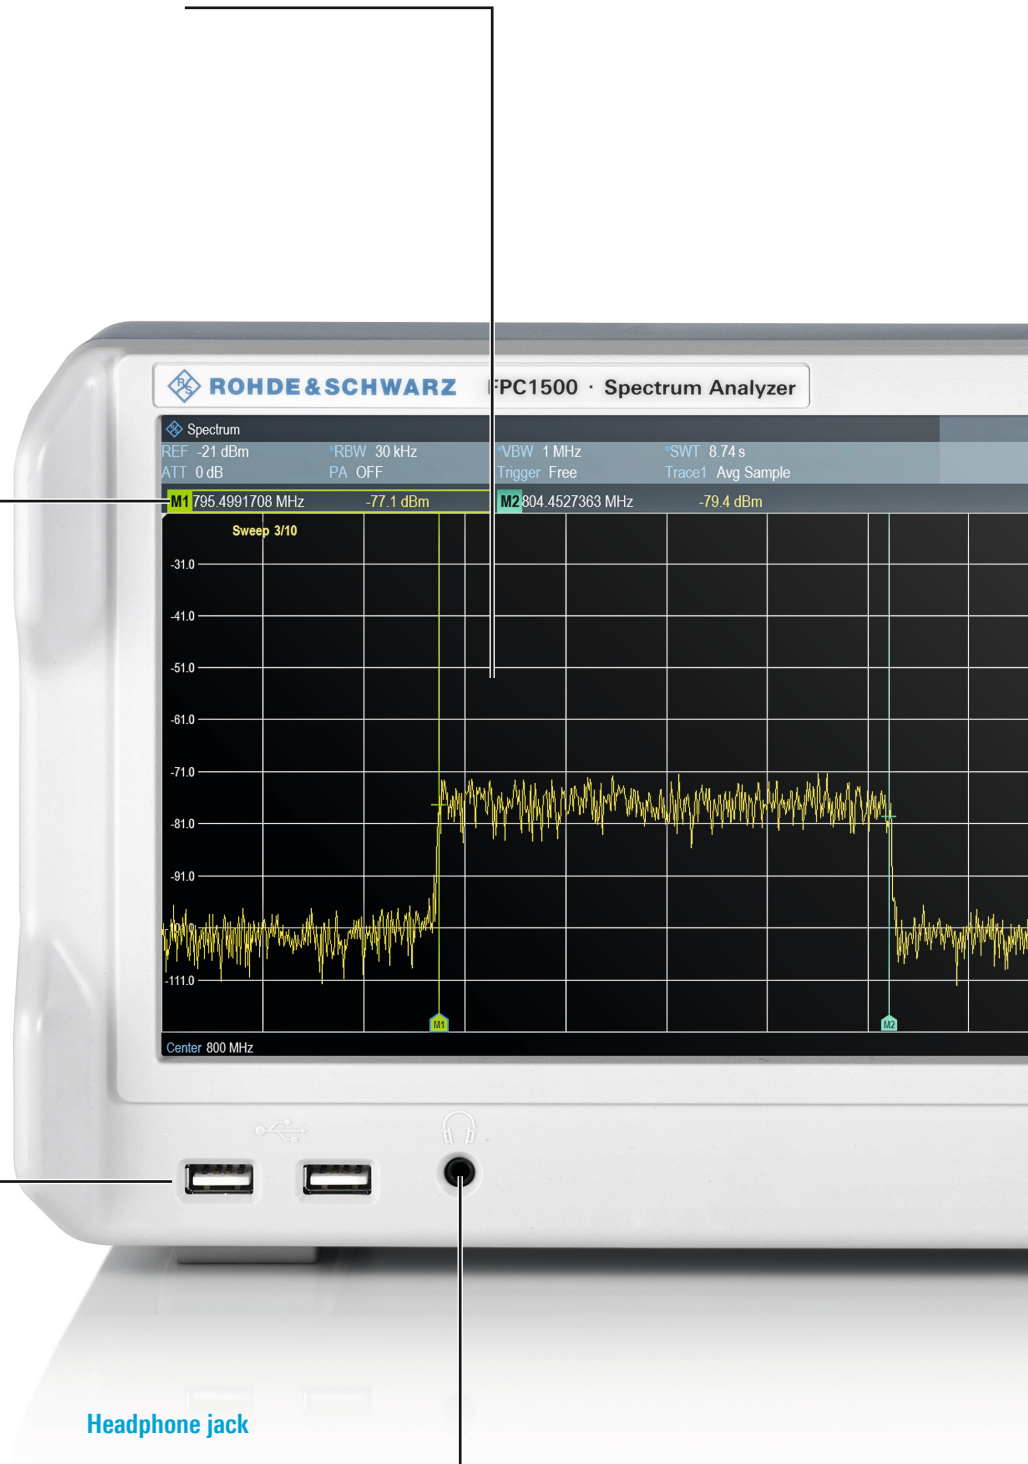 ROHDE&SCHWARZ FPC1500 · Spectrum Analyzer
Spectrum
REF -21 dBm *RBW 30 kHz *VBW 1 MHz *SWT 8.74 s
ATT 0 dB PA OFF Trigger Free Trace1 Avg Sample
M1 795.4991708 MHz -77.1 dBm M2 804.4527363 MHz -79.4 dBm
Sweep 3/10
-31.0
-41.0
-51.0
-61.0
-71.0
-81.0
-91.0
-111.0
M1 M2
Center 800 MHz
Headphone jack